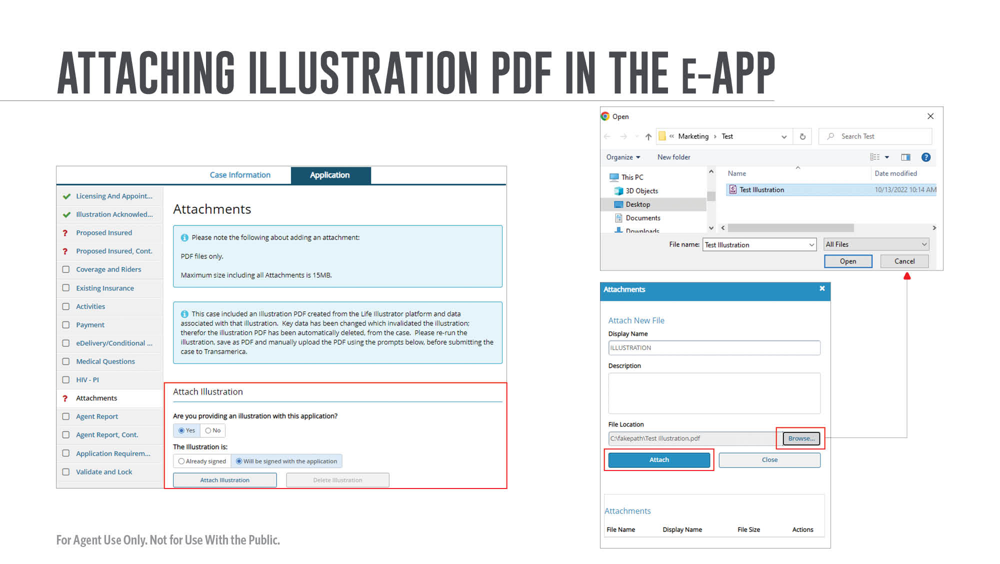 ATTACHING ILLUSTRATION PDF IN THE E-APP
Case Information
Application
Licensing And Appoint...
Illustration Acknowled...
Proposed Insured
Proposed Insured, Cont.
Coverage and Riders
Existing Insurance
Activities
Payment
eDelivery/Conditional ...
Medical Questions
HIV - PI
Attachments
Agent Report
Agent Report, Cont.
Application Requirem...
Validate and Lock
Attachments
Please note the following about adding an attachment:
PDF files only.
Maximum size including all Attachments is 15MB.
This case included an Illustration PDF created from the Life Illustrator platform and data
associated with that illustration. Key data has been changed which invalidated the illustration;
therefor the illustration PDF has been automatically deleted, from the case. Please re-run the
illustration, save as PDF and manually upload the PDF using the prompts below, before submitting the
case to Transamerica.
Attach Illustration
Are you providing an illustration with this application?
Yes No
The Illustration is:
Already signed Will be signed with the application
Attach Illustration Delete Illustration
Open
« Marketing › Test
Search Test
Organize New folder
This PC
3D Objects
Desktop
Documents
Downloads
Name Date modified
Test Illustration 10/13/2022 10:14 AM
File name: Test Illustration All Files
Open Cancel
Attachments
Attach New File
Display Name
ILLUSTRATION
Description
File Location
C:\fakepath\Test Illustration.pdf Browse...
Attach Close
Attachments
File Name Display Name File Size Actions
For Agent Use Only. Not for Use With the Public.